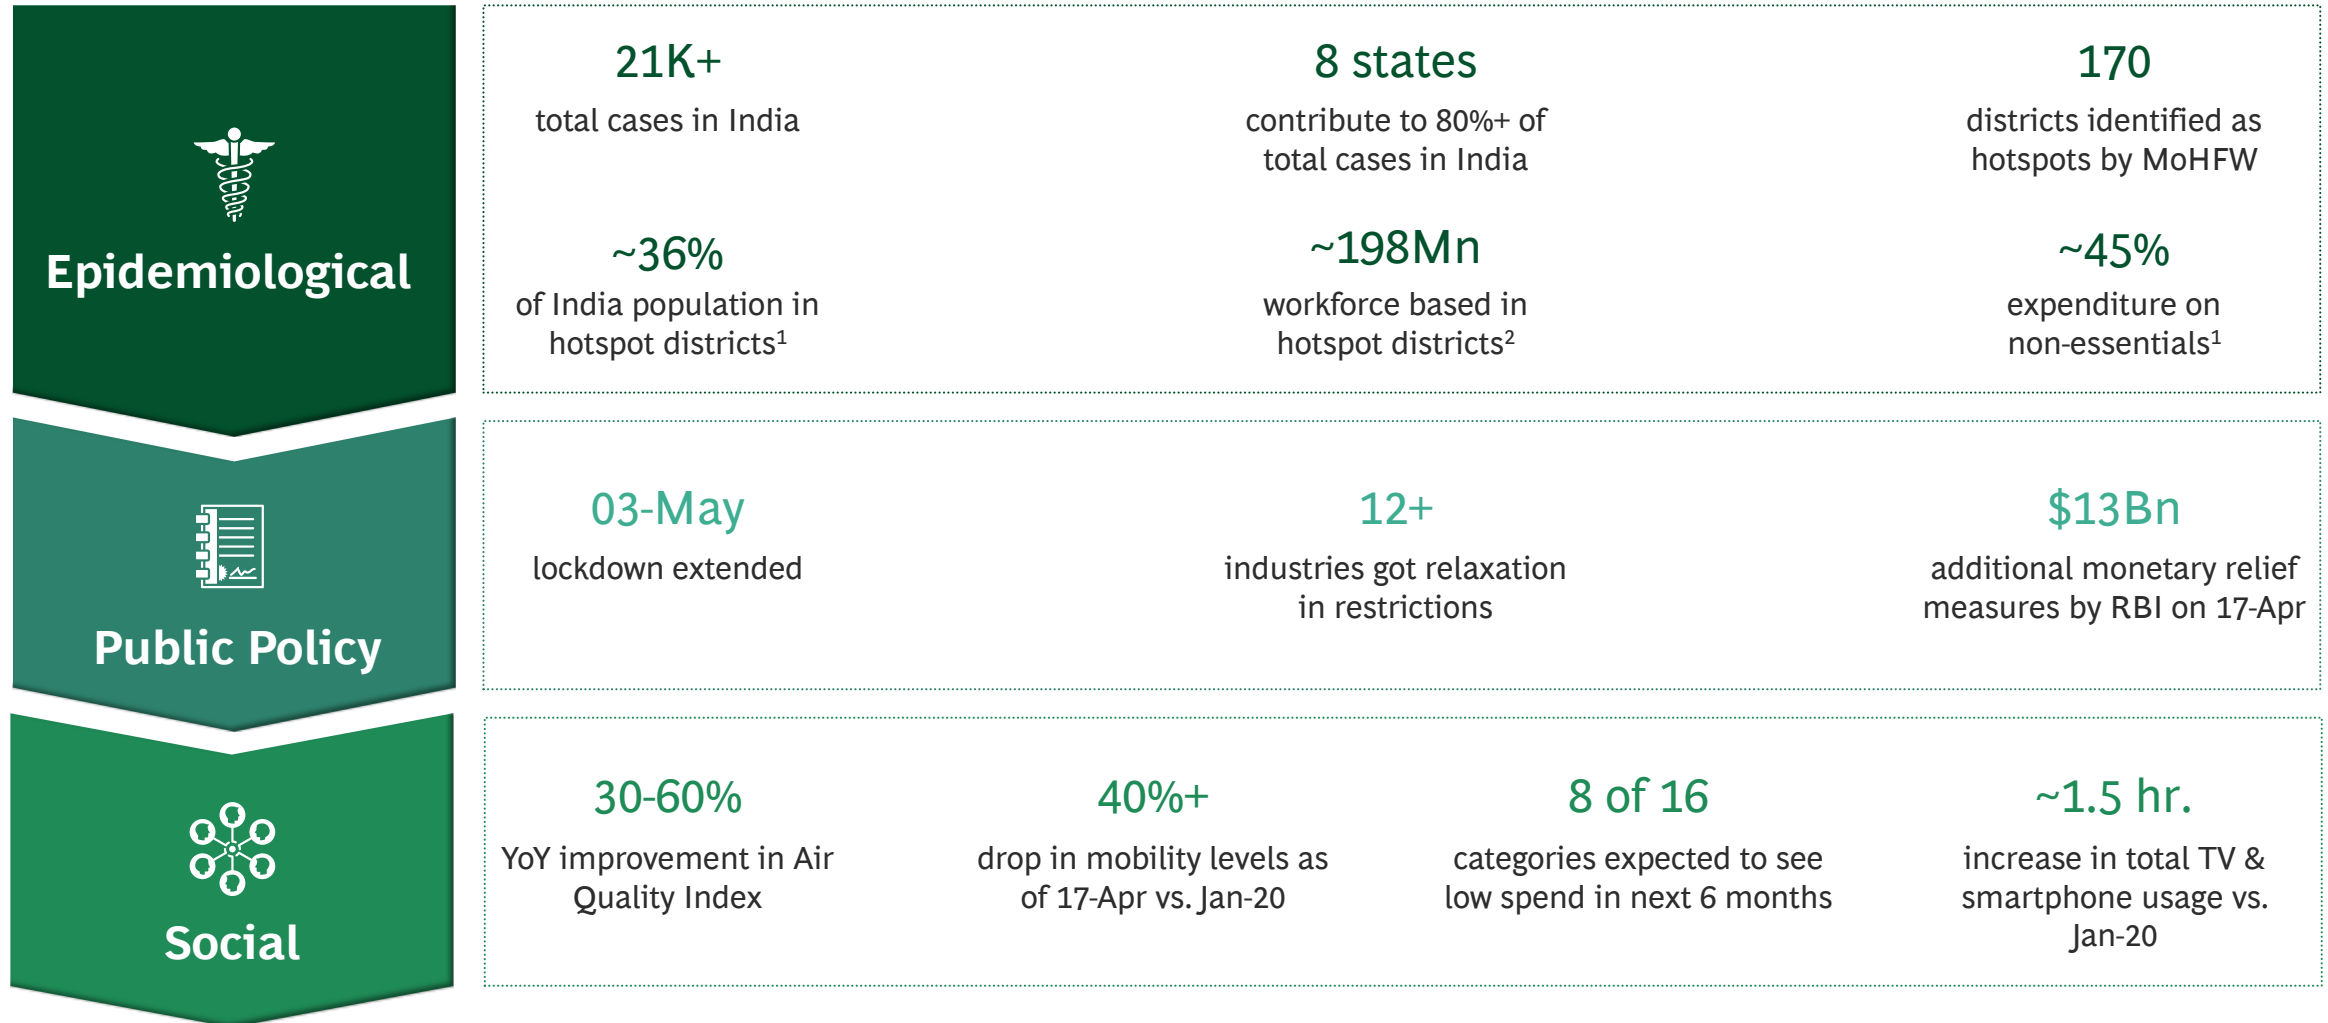 Epidemiological
21K+
total cases in India
8 states
contribute to 80%+ of
total cases in India
170
districts identified as
hotspots by MoHFW
~36%
of India population in
hotspot districts¹
~198Mn
workforce based in
hotspot districts²
~45%
expenditure on
non-essentials¹
Public Policy
03-May
lockdown extended
12+
industries got relaxation
in restrictions
$13Bn
additional monetary relief
measures by RBI on 17-Apr
Social
30-60%
YoY improvement in Air
Quality Index
40%+
drop in mobility levels as
of 17-Apr vs. Jan-20
8 of 16
categories expected to see
low spend in next 6 months
~1.5 hr.
increase in total TV &
smartphone usage vs.
Jan-20